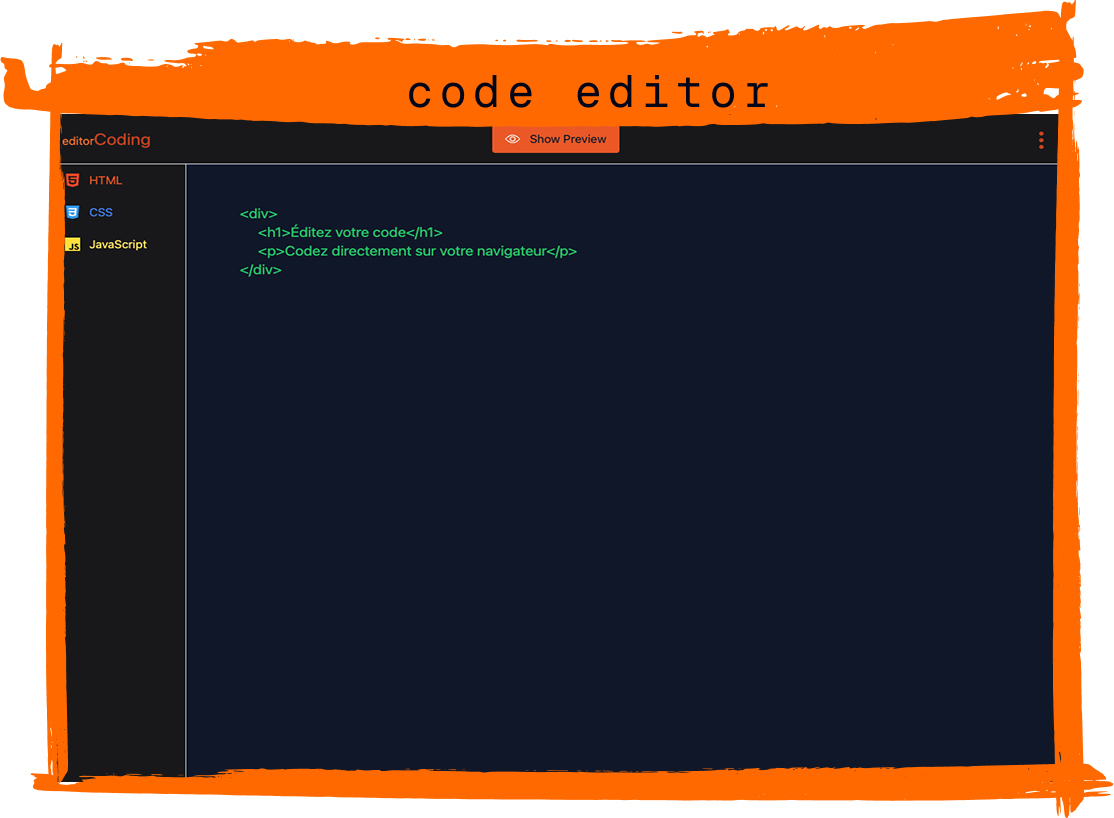 code editor
editorCoding
Show Preview
HTML
CSS
JavaScript
<div>
<h1>Éditez votre code</h1>
<p>Codez directement sur votre navigateur</p>
</div>